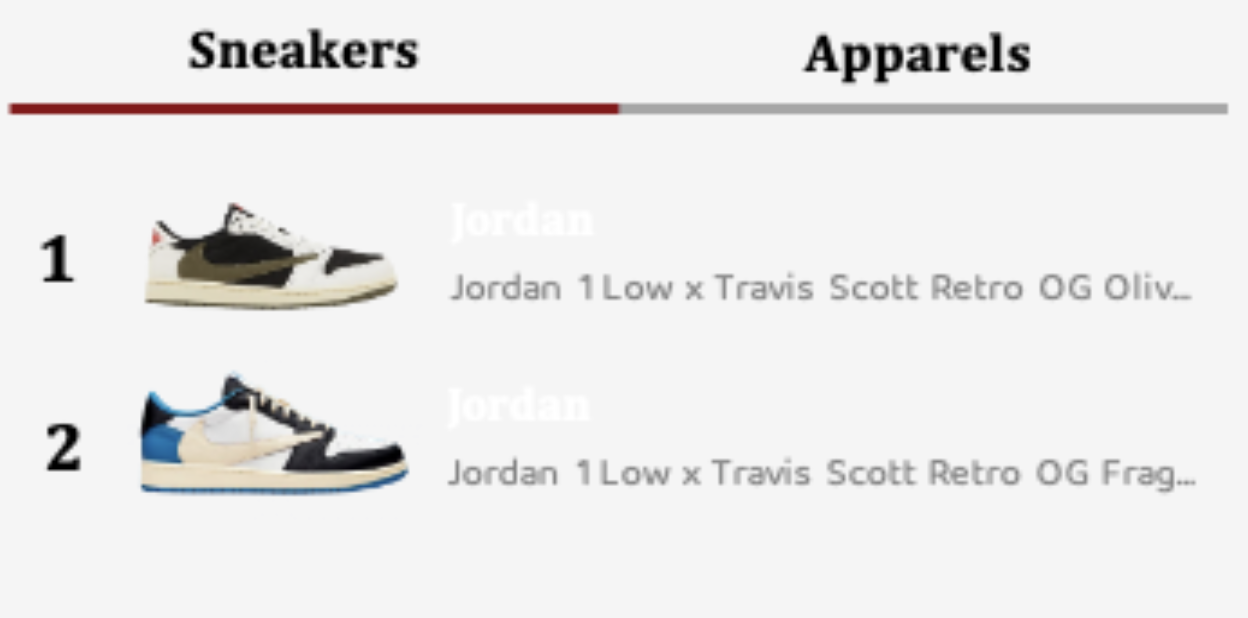 Sneakers
Apparels
1
Jordan
Jordan 1 Low x Travis Scott Retro OG Oliv...
2
Jordan
Jordan 1 Low x Travis Scott Retro OG Frag...